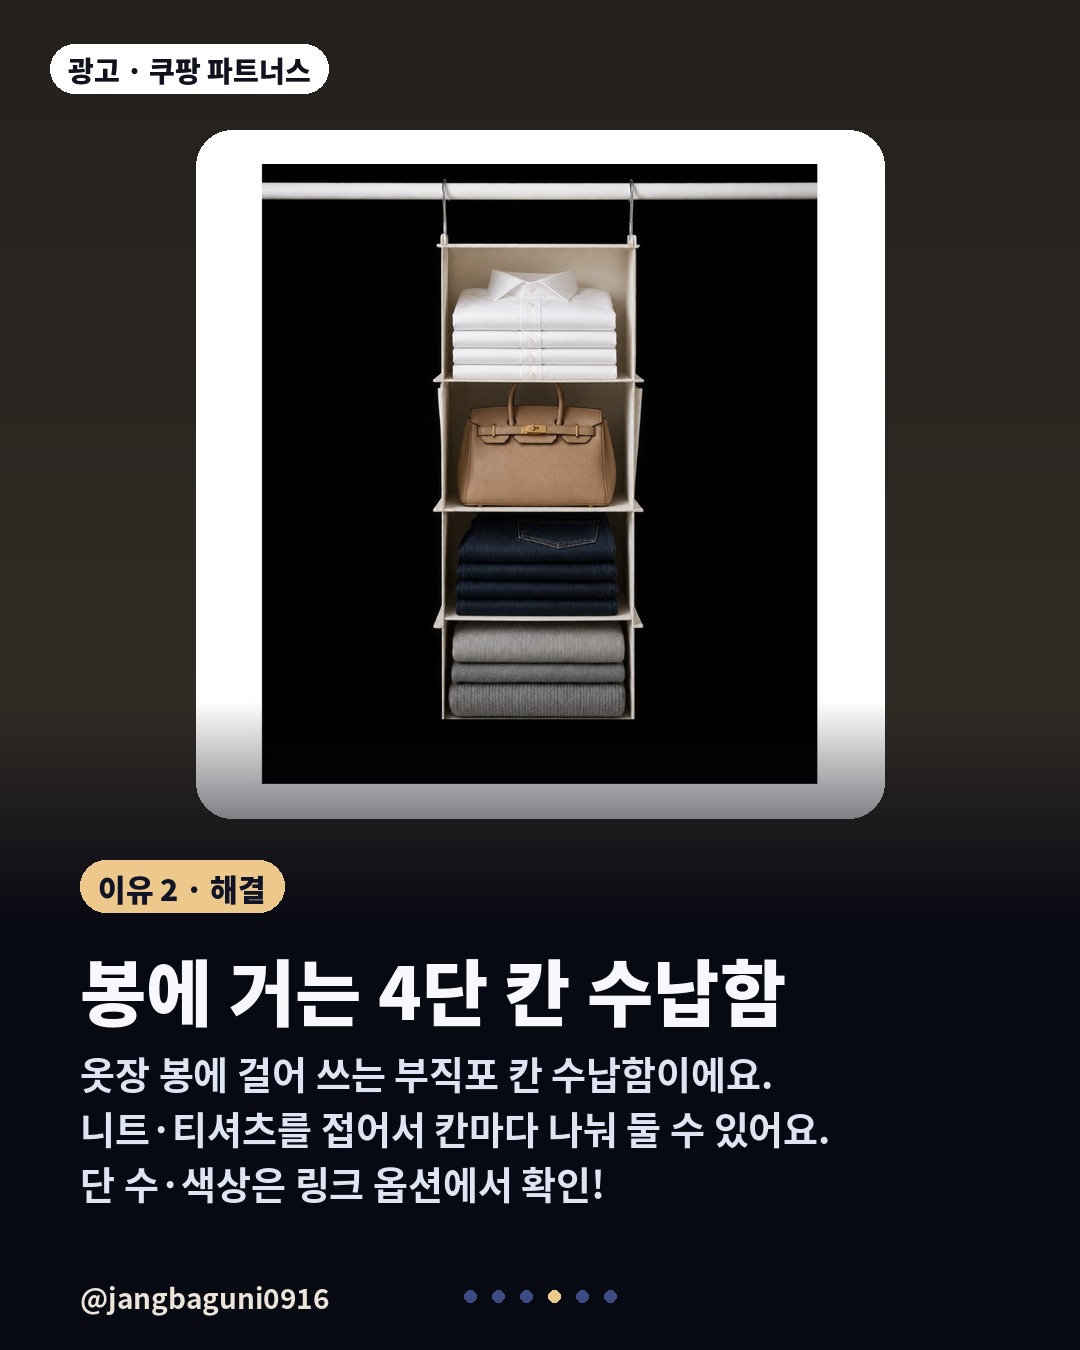 광고 · 쿠팡 파트너스
이유 2 · 해결
봉에 거는 4단 칸 수납함
옷장 봉에 걸어 쓰는 부직포 칸 수납함이에요.
니트·티셔츠를 접어서 칸마다 나눠 둘 수 있어요.
단 수·색상은 링크 옵션에서 확인!
@jangbaguni0916